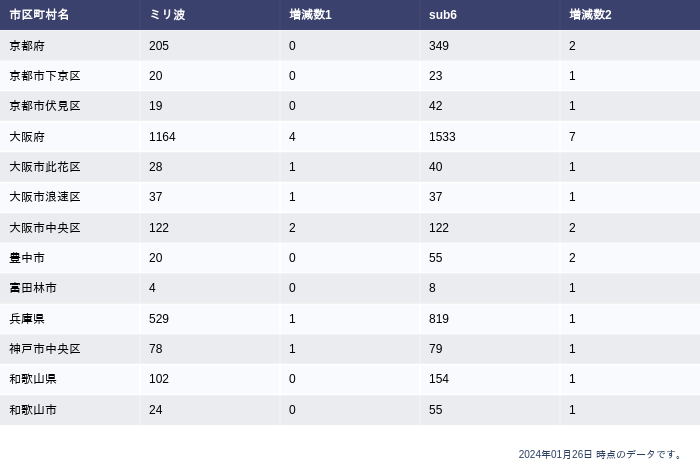 市区町村名 ミリ波 増減数1 sub6 増減数2
京都府 205 0 349 2
京都市下京区 20 0 23 1
京都市伏見区 19 0 42 1
大阪府 1164 4 1533 7
大阪市此花区 28 1 40 1
大阪市浪速区 37 1 37 1
大阪市中央区 122 2 122 2
豊中市 20 0 55 2
富田林市 4 0 8 1
兵庫県 529 1 819 1
神戸市中央区 78 1 79 1
和歌山県 102 0 154 1
和歌山市 24 0 55 1
2024年01月26日 時点のデータです。